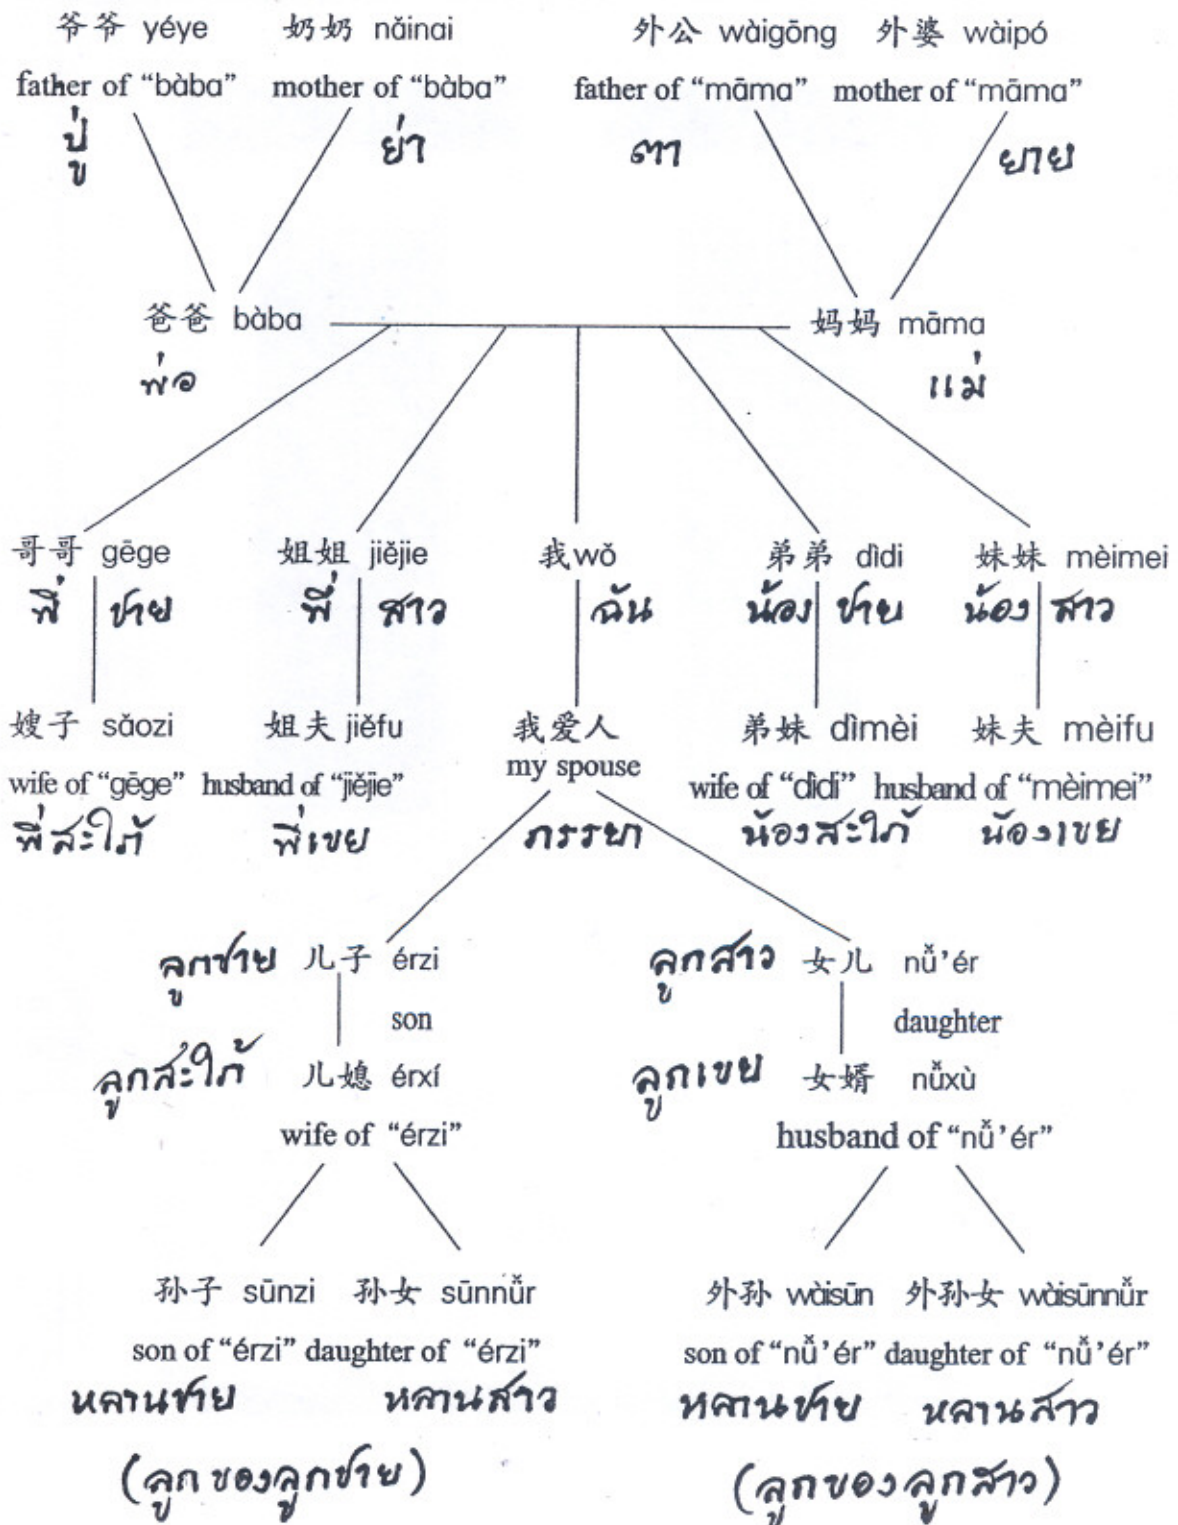 爷爷 yéye 奶奶 nǎinai 外公 wàigōng 外婆 wàipó
father of “bàba” mother of “bàba” father of “māma” mother of “māma”
ปู่ ย่า ตา ยาย
爸爸 bàba 妈妈 māma
พ่อ แม่
哥哥 gēge 姐姐 jiějie 我wǒ 弟弟 dìdi 妹妹 mèimei
พี่ ชาย พี่ สาว ฉัน น้อง ชาย น้อง สาว
嫂子 sǎozi 姐夫 jiěfu 我爱人 弟妹 dìmèi 妹夫 mèifu
wife of “gēge” husband of “jiějie” my spouse wife of “dìdi” husband of “mèimei”
พี่สะใภ้ พี่เขย ภรรยา น้องสะใภ้ น้องเขย
ลูกชาย 儿子 érzi ลูกสาว 女儿 nǚ’ér
son daughter
ลูกสะใภ้ 儿媳 érxí ลูกเขย 女婿 nǚxù
wife of “érzi” husband of “nǚ’ér”
孙子 sūnzi 孙女 sūnnǚr 外孙 wàisūn 外孙女 wàisūnnǚr
son of “érzi” daughter of “érzi” son of “nǚ’ér” daughter of “nǚ’ér”
หลานชาย หลานสาว หลานชาย หลานสาว
(ลูกของลูกชาย) (ลูกของลูกสาว)